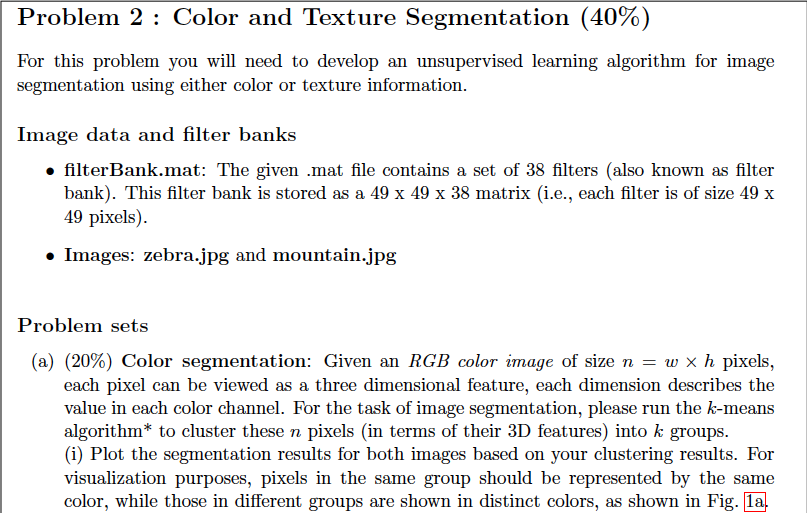 Problem 2 : Color and Texture Segmentation (40%)
For this problem you will need to develop an unsupervised learning algorithm for image
segmentation using either color or texture information.
Image data and filter banks
• filterBank.mat: The given .mat file contains a set of 38 filters (also known as filter
bank). This filter bank is stored as a 49 x 49 x 38 matrix (i.e., each filter is of size 49 x
49 pixels).
• Images: zebra.jpg and mountain.jpg
Problem sets
(a) (20%) Color segmentation: Given an RGB color image of size n = w × h pixels,
each pixel can be viewed as a three dimensional feature, each dimension describes the
value in each color channel. For the task of image segmentation, please run the k-means
algorithm* to cluster these n pixels (in terms of their 3D features) into k groups.
(i) Plot the segmentation results for both images based on your clustering results. For
visualization purposes, pixels in the same group should be represented by the same
color, while those in different groups are shown in distinct colors, as shown in Fig. 1a.